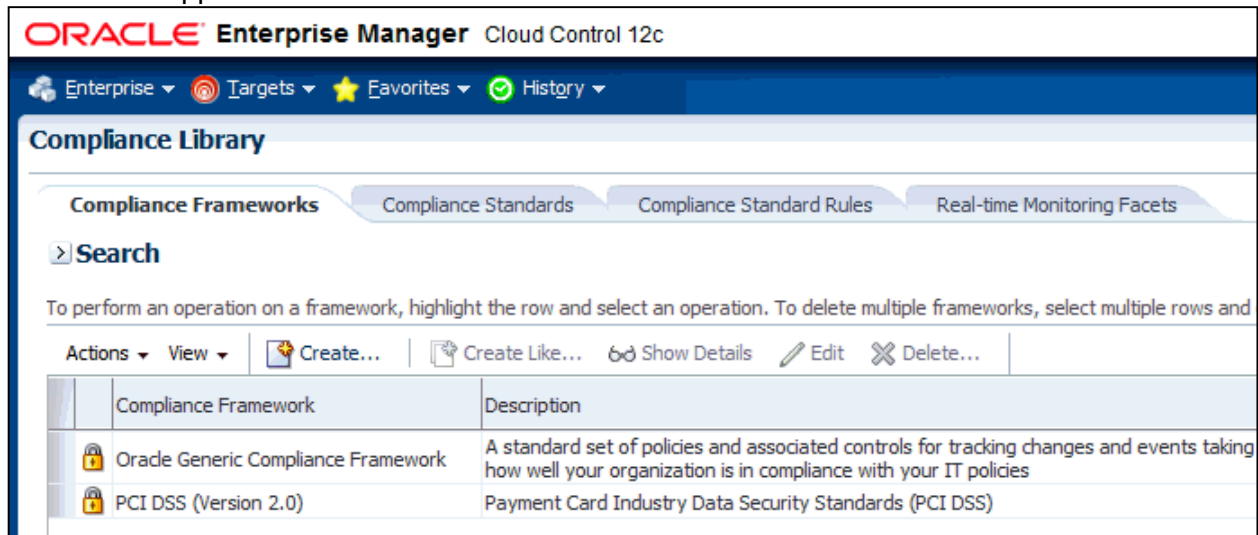 ORACLE Enterprise Manager Cloud Control 12c
Enterprise Targets Favorites History
Compliance Library
Compliance Frameworks Compliance Standards Compliance Standard Rules Real-time Monitoring Facets
Search
To perform an operation on a framework, highlight the row and select an operation. To delete multiple frameworks, select multiple rows and
Actions View Create... Create Like... Show Details Edit Delete...
Compliance Framework Description
Oracle Generic Compliance Framework A standard set of policies and associated controls for tracking changes and events taking
how well your organization is in compliance with your IT policies
PCI DSS (Version 2.0) Payment Card Industry Data Security Standards (PCI DSS)